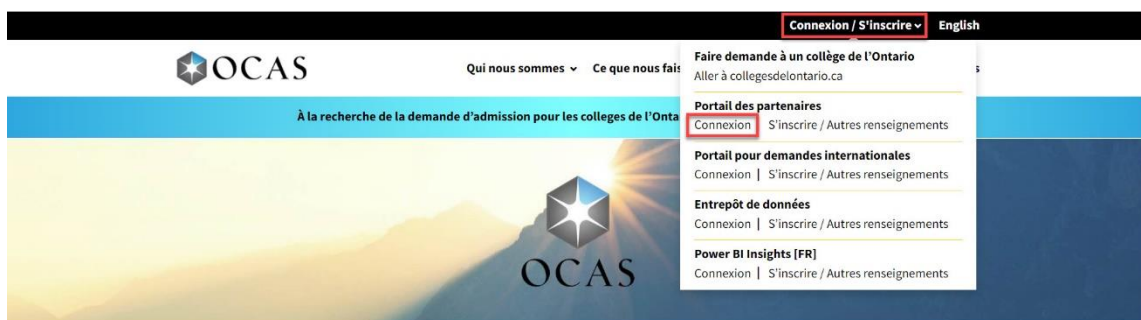 Connexion / S'inscrire English
OCAS
Qui nous sommes Ce que nous
Faire demande à un collège de l'Ontario
Aller à collegesdelontario.ca
À la recherche de la demande d'admission pour les colleges de
Portail des partenaires
Connexion S'inscrire / Autres renseignements
Portail pour demandes internationales
Connexion | S'inscrire / Autres renseignements
Entrepôt de données
Connexion | S'inscrire / Autres renseignements
Power BI Insights [FR]
Connexion | S'inscrire / Autres renseignements
OCAS